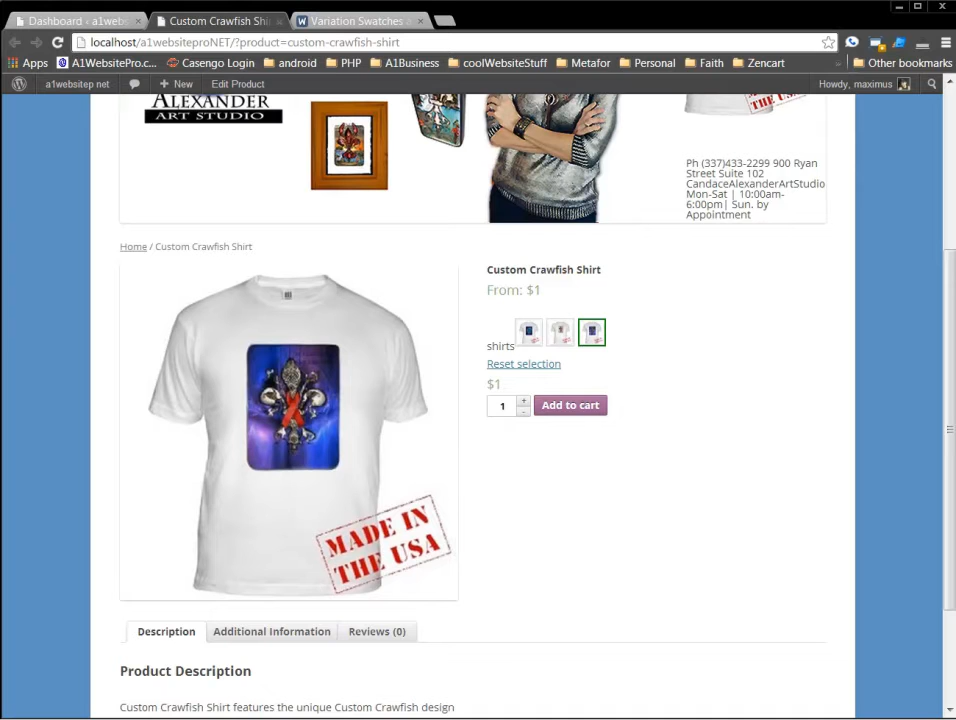 Dashboard ‹ a1webs
Custom Crawfish Shi
Variation Swatches a
localhost/a1websiteproNET/?product=custom-crawfish-shirt
Apps
A1WebsitePro.c...
Casengo Login
android
PHP
A1Business
coolWebsiteStuff
Metafor
Personal
Faith
Zencart
Other bookmarks
a1websitep net
New
Edit Product
Howdy, maximus
ALEXANDER
ART STUDIO
THE USA
Ph (337)433-2299 900 Ryan
Street Suite 102
CandaceAlexanderArtStudio
Mon-Sat | 10:00am-
6:00pm| Sun. by
Appointment
Home / Custom Crawfish Shirt
Custom Crawfish Shirt
From: $1
shirts
Reset selection
$1
1
+
-
Add to cart
MADE IN
THE USA
Description
Additional Information
Reviews (0)
Product Description
Custom Crawfish Shirt features the unique Custom Crawfish design